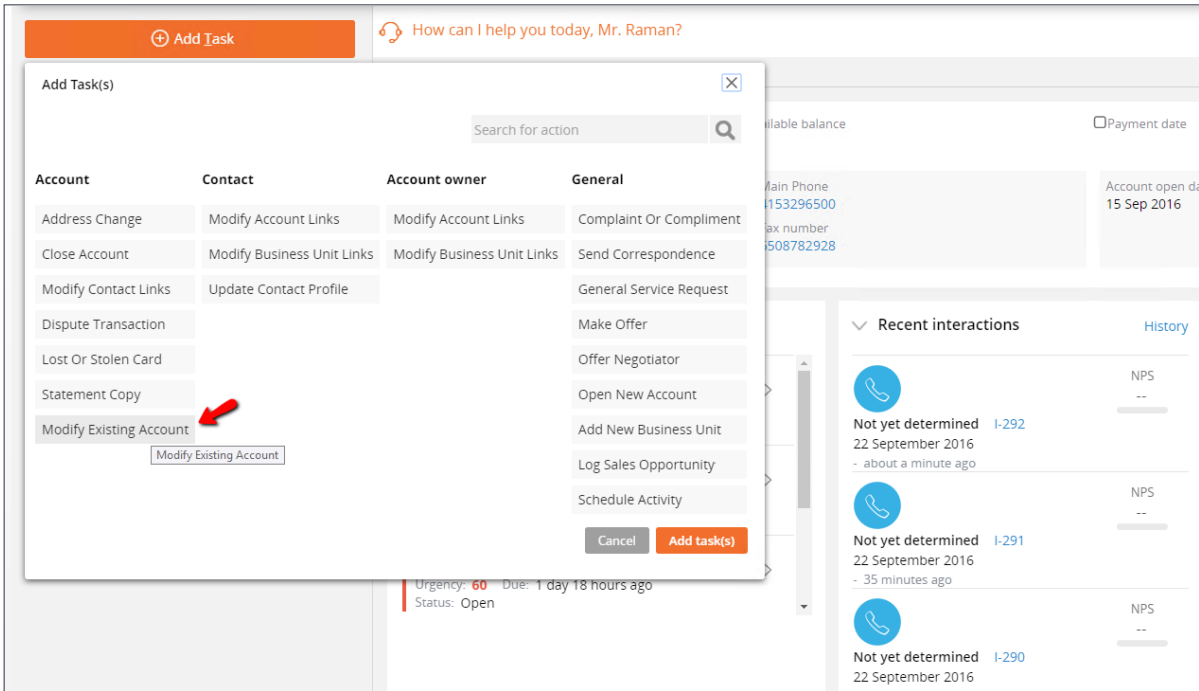 Add Task
How can I help you today, Mr. Raman?
Add Task(s)
Search for action
Account
Address Change
Close Account
Modify Contact Links
Dispute Transaction
Lost Or Stolen Card
Statement Copy
Modify Existing Account
Modify Existing Account
Contact
Modify Account Links
Modify Business Unit Links
Update Contact Profile
Account owner
Modify Account Links
Modify Business Unit Links
General
Complaint Or Compliment
Send Correspondence
General Service Request
Make Offer
Offer Negotiator
Open New Account
Add New Business Unit
Log Sales Opportunity
Schedule Activity
Cancel
Add task(s)
balance
Payment date
Main Phone
4153296500
number
Account open
15 Sep 2016
Urgency: 60 Due: 1 day 18 hours ago
Status: Open
Recent interactions
History
NPS
--
Not yet determined I-292
22 September 2016
- about a minute ago
NPS
--
Not yet determined I-291
22 September 2016
- 35 minutes ago
NPS
--
Not yet determined I-290
22 September 2016